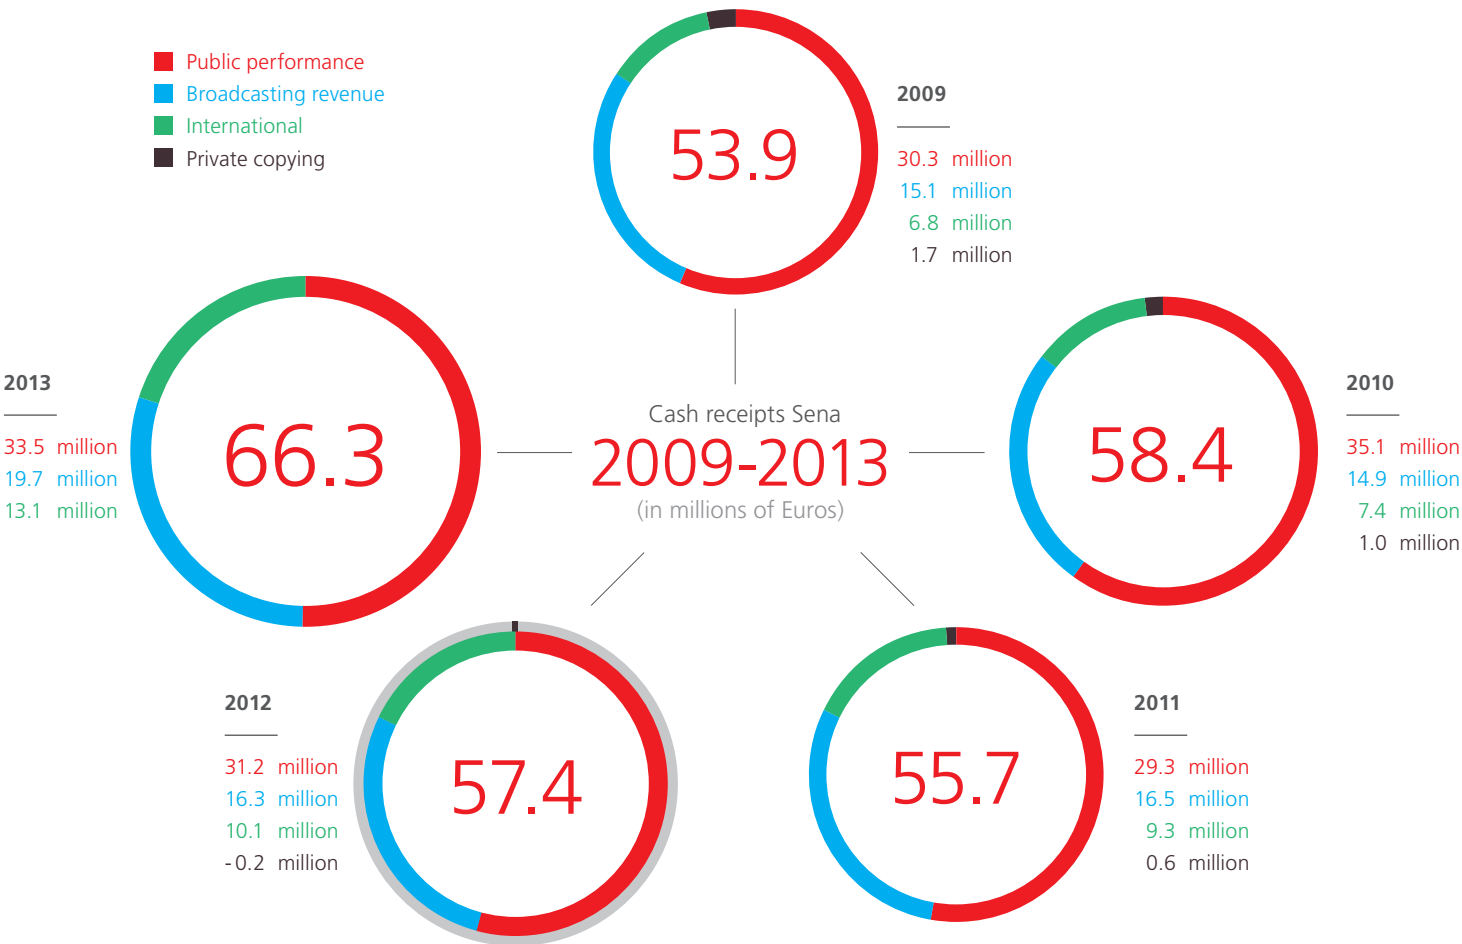 Public performance
Broadcasting revenue
International
Private copying
53.9
2009
30.3 million
15.1 million
6.8 million
1.7 million
2013
33.5 million
19.7 million
13.1 million
66.3
Cash receipts Sena
2009-2013
(in millions of Euros)
58.4
2010
35.1 million
14.9 million
7.4 million
1.0 million
2012
31.2 million
16.3 million
10.1 million
-0.2 million
57.4
55.7
2011
29.3 million
16.5 million
9.3 million
0.6 million